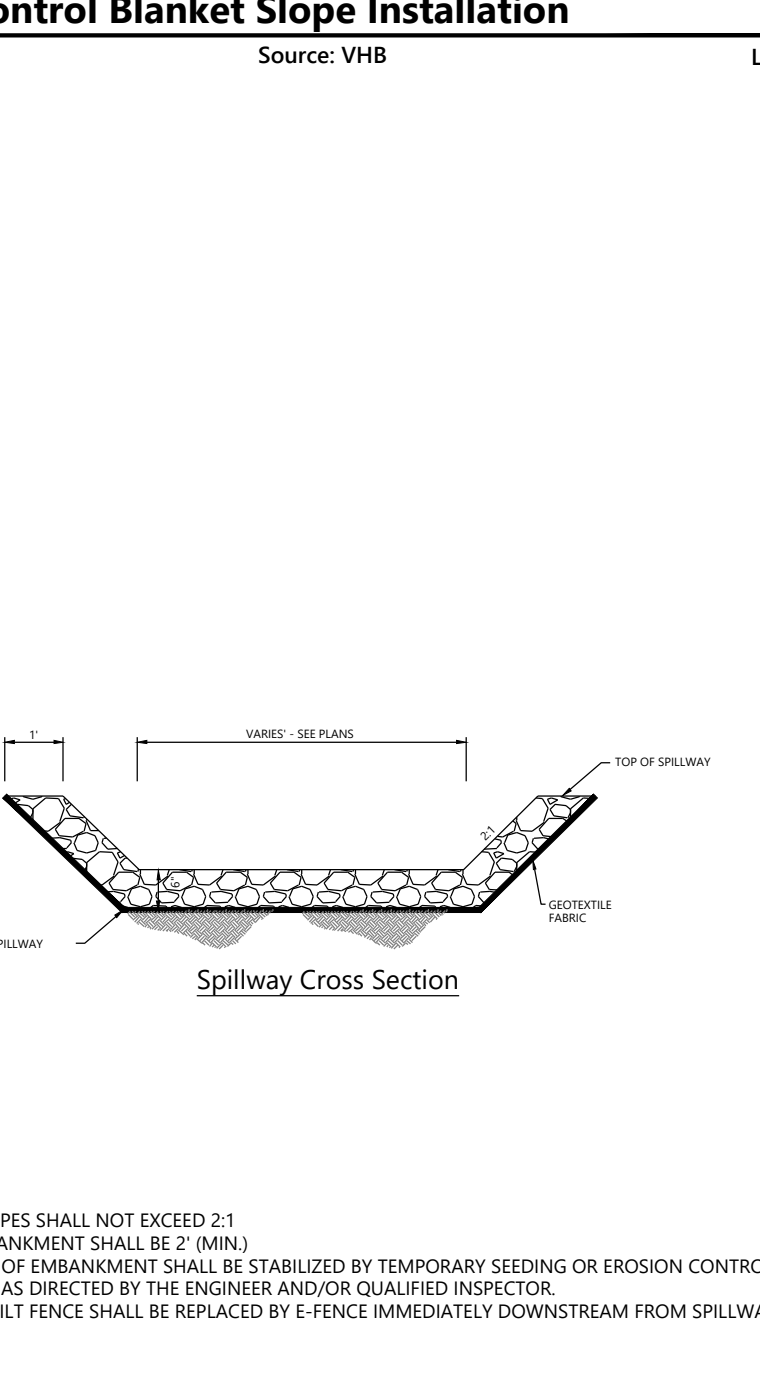 ontrol Blanket Slope Installation
Source: VHB
L
1'
VARIES' - SEE PLANS
TOP OF SPILLWAY
2:1
6"
GEOTEXTILE
FABRIC
PILLWAY
Spillway Cross Section
PES SHALL NOT EXCEED 2:1
ANKMENT SHALL BE 2' (MIN.)
OF EMBANKMENT SHALL BE STABILIZED BY TEMPORARY SEEDING OR EROSION CONTRO
AS DIRECTED BY THE ENGINEER AND/OR QUALIFIED INSPECTOR.
ILT FENCE SHALL BE REPLACED BY E-FENCE IMMEDIATELY DOWNSTREAM FROM SPILLWA